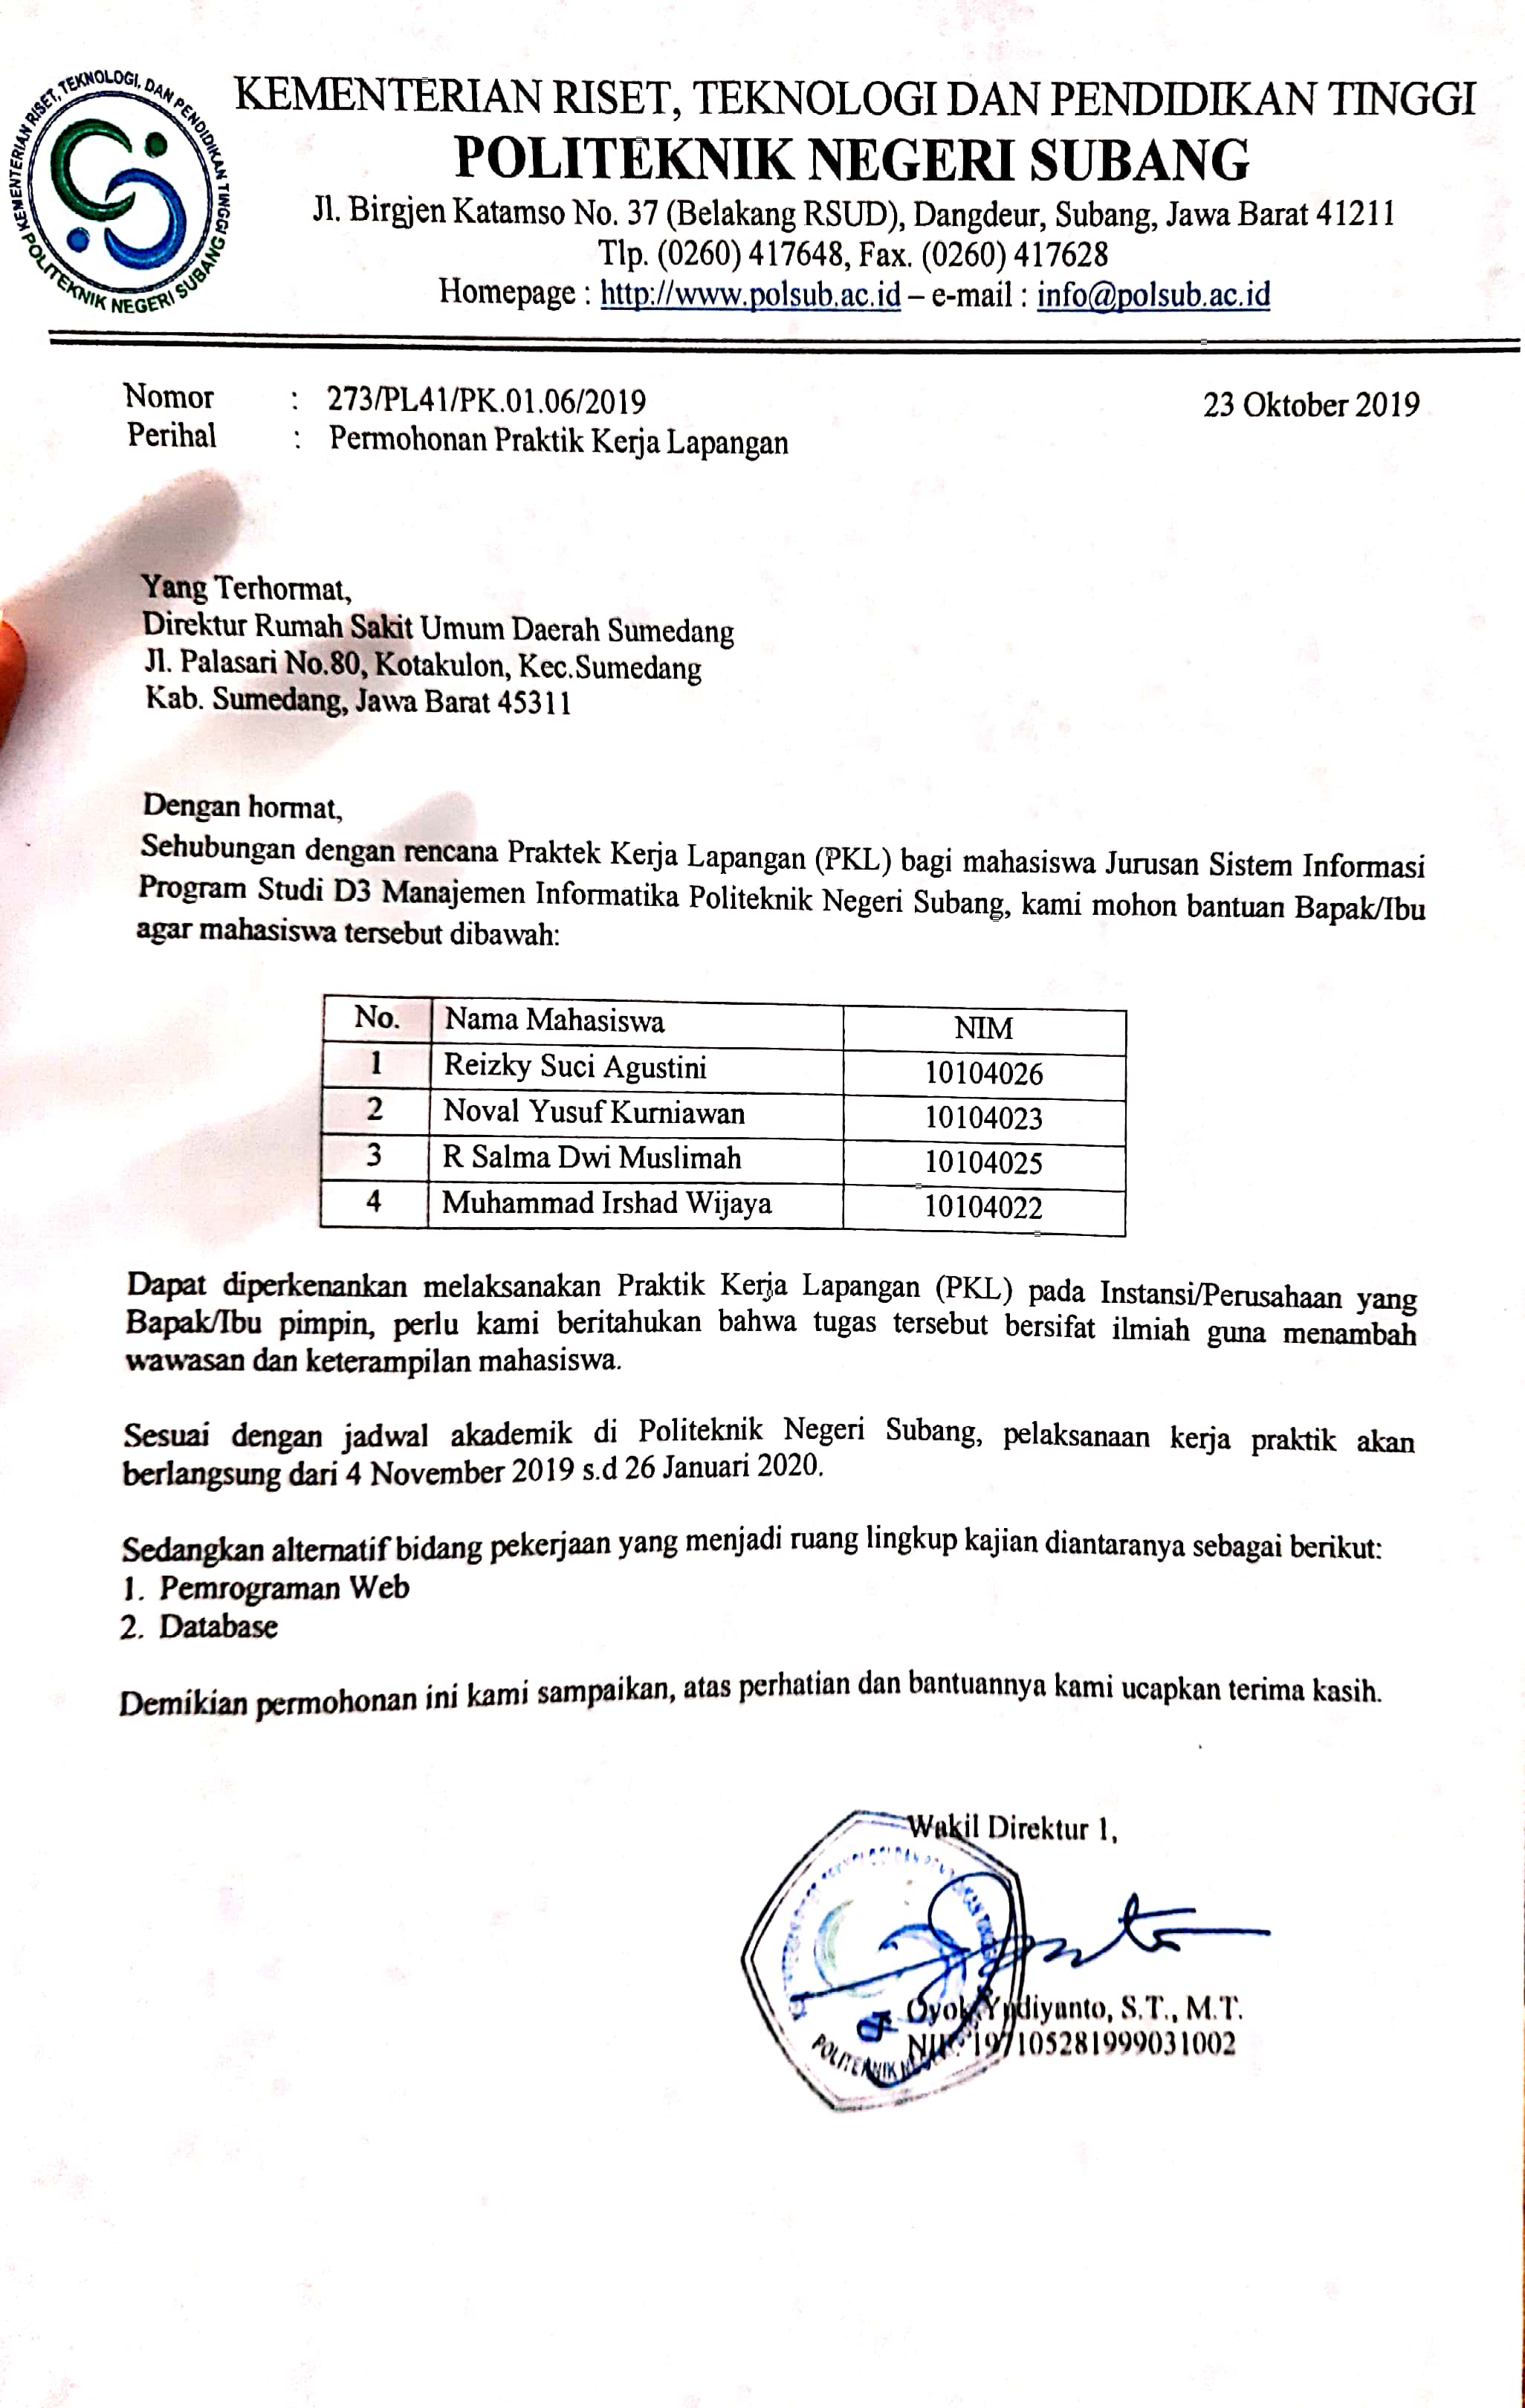 KEMENTERIAN RISET, TEKNOLOGI, DAN PENDIDIKAN TINGGI
POLITEKNIK NEGERI SUBANG
KEMENTERIAN RISET, TEKNOLOGI DAN PENDIDIKAN TINGGI
POLITEKNIK NEGERI SUBANG
Jl. Birgjen Katamso No. 37 (Belakang RSUD), Dangdeur, Subang, Jawa Barat 41211
Tlp. (0260) 417648, Fax. (0260) 417628
Homepage : http://www.polsub.ac.id – e-mail : info@polsub.ac.id
Nomor : 273/PL41/PK.01.06/2019 23 Oktober 2019
Perihal : Permohonan Praktik Kerja Lapangan
Yang Terhormat,
Direktur Rumah Sakit Umum Daerah Sumedang
Jl. Palasari No.80, Kotakulon, Kec.Sumedang
Kab. Sumedang, Jawa Barat 45311
Dengan hormat,
Sehubungan dengan rencana Praktek Kerja Lapangan (PKL) bagi mahasiswa Jurusan Sistem Informasi
Program Studi D3 Manajemen Informatika Politeknik Negeri Subang, kami mohon bantuan Bapak/Ibu
agar mahasiswa tersebut dibawah:
No. Nama Mahasiswa NIM
1 Reizky Suci Agustini 10104026
2 Noval Yusuf Kurniawan 10104023
3 R Salma Dwi Muslimah 10104025
4 Muhammad Irshad Wijaya 10104022
Dapat diperkenankan melaksanakan Praktik Kerja Lapangan (PKL) pada Instansi/Perusahaan yang
Bapak/Ibu pimpin, perlu kami beritahukan bahwa tugas tersebut bersifat ilmiah guna menambah
wawasan dan keterampilan mahasiswa.
Sesuai dengan jadwal akademik di Politeknik Negeri Subang, pelaksanaan kerja praktik akan
berlangsung dari 4 November 2019 s.d 26 Januari 2020.
Sedangkan alternatif bidang pekerjaan yang menjadi ruang lingkup kajian diantaranya sebagai berikut:
1. Pemrograman Web
2. Database
Demikian permohonan ini kami sampaikan, atas perhatian dan bantuannya kami ucapkan terima kasih.
Wakil Direktur 1,
Oyok Yudiyanto, S.T., M.T.
NIP. 197105281999031002
POLITEKNIK